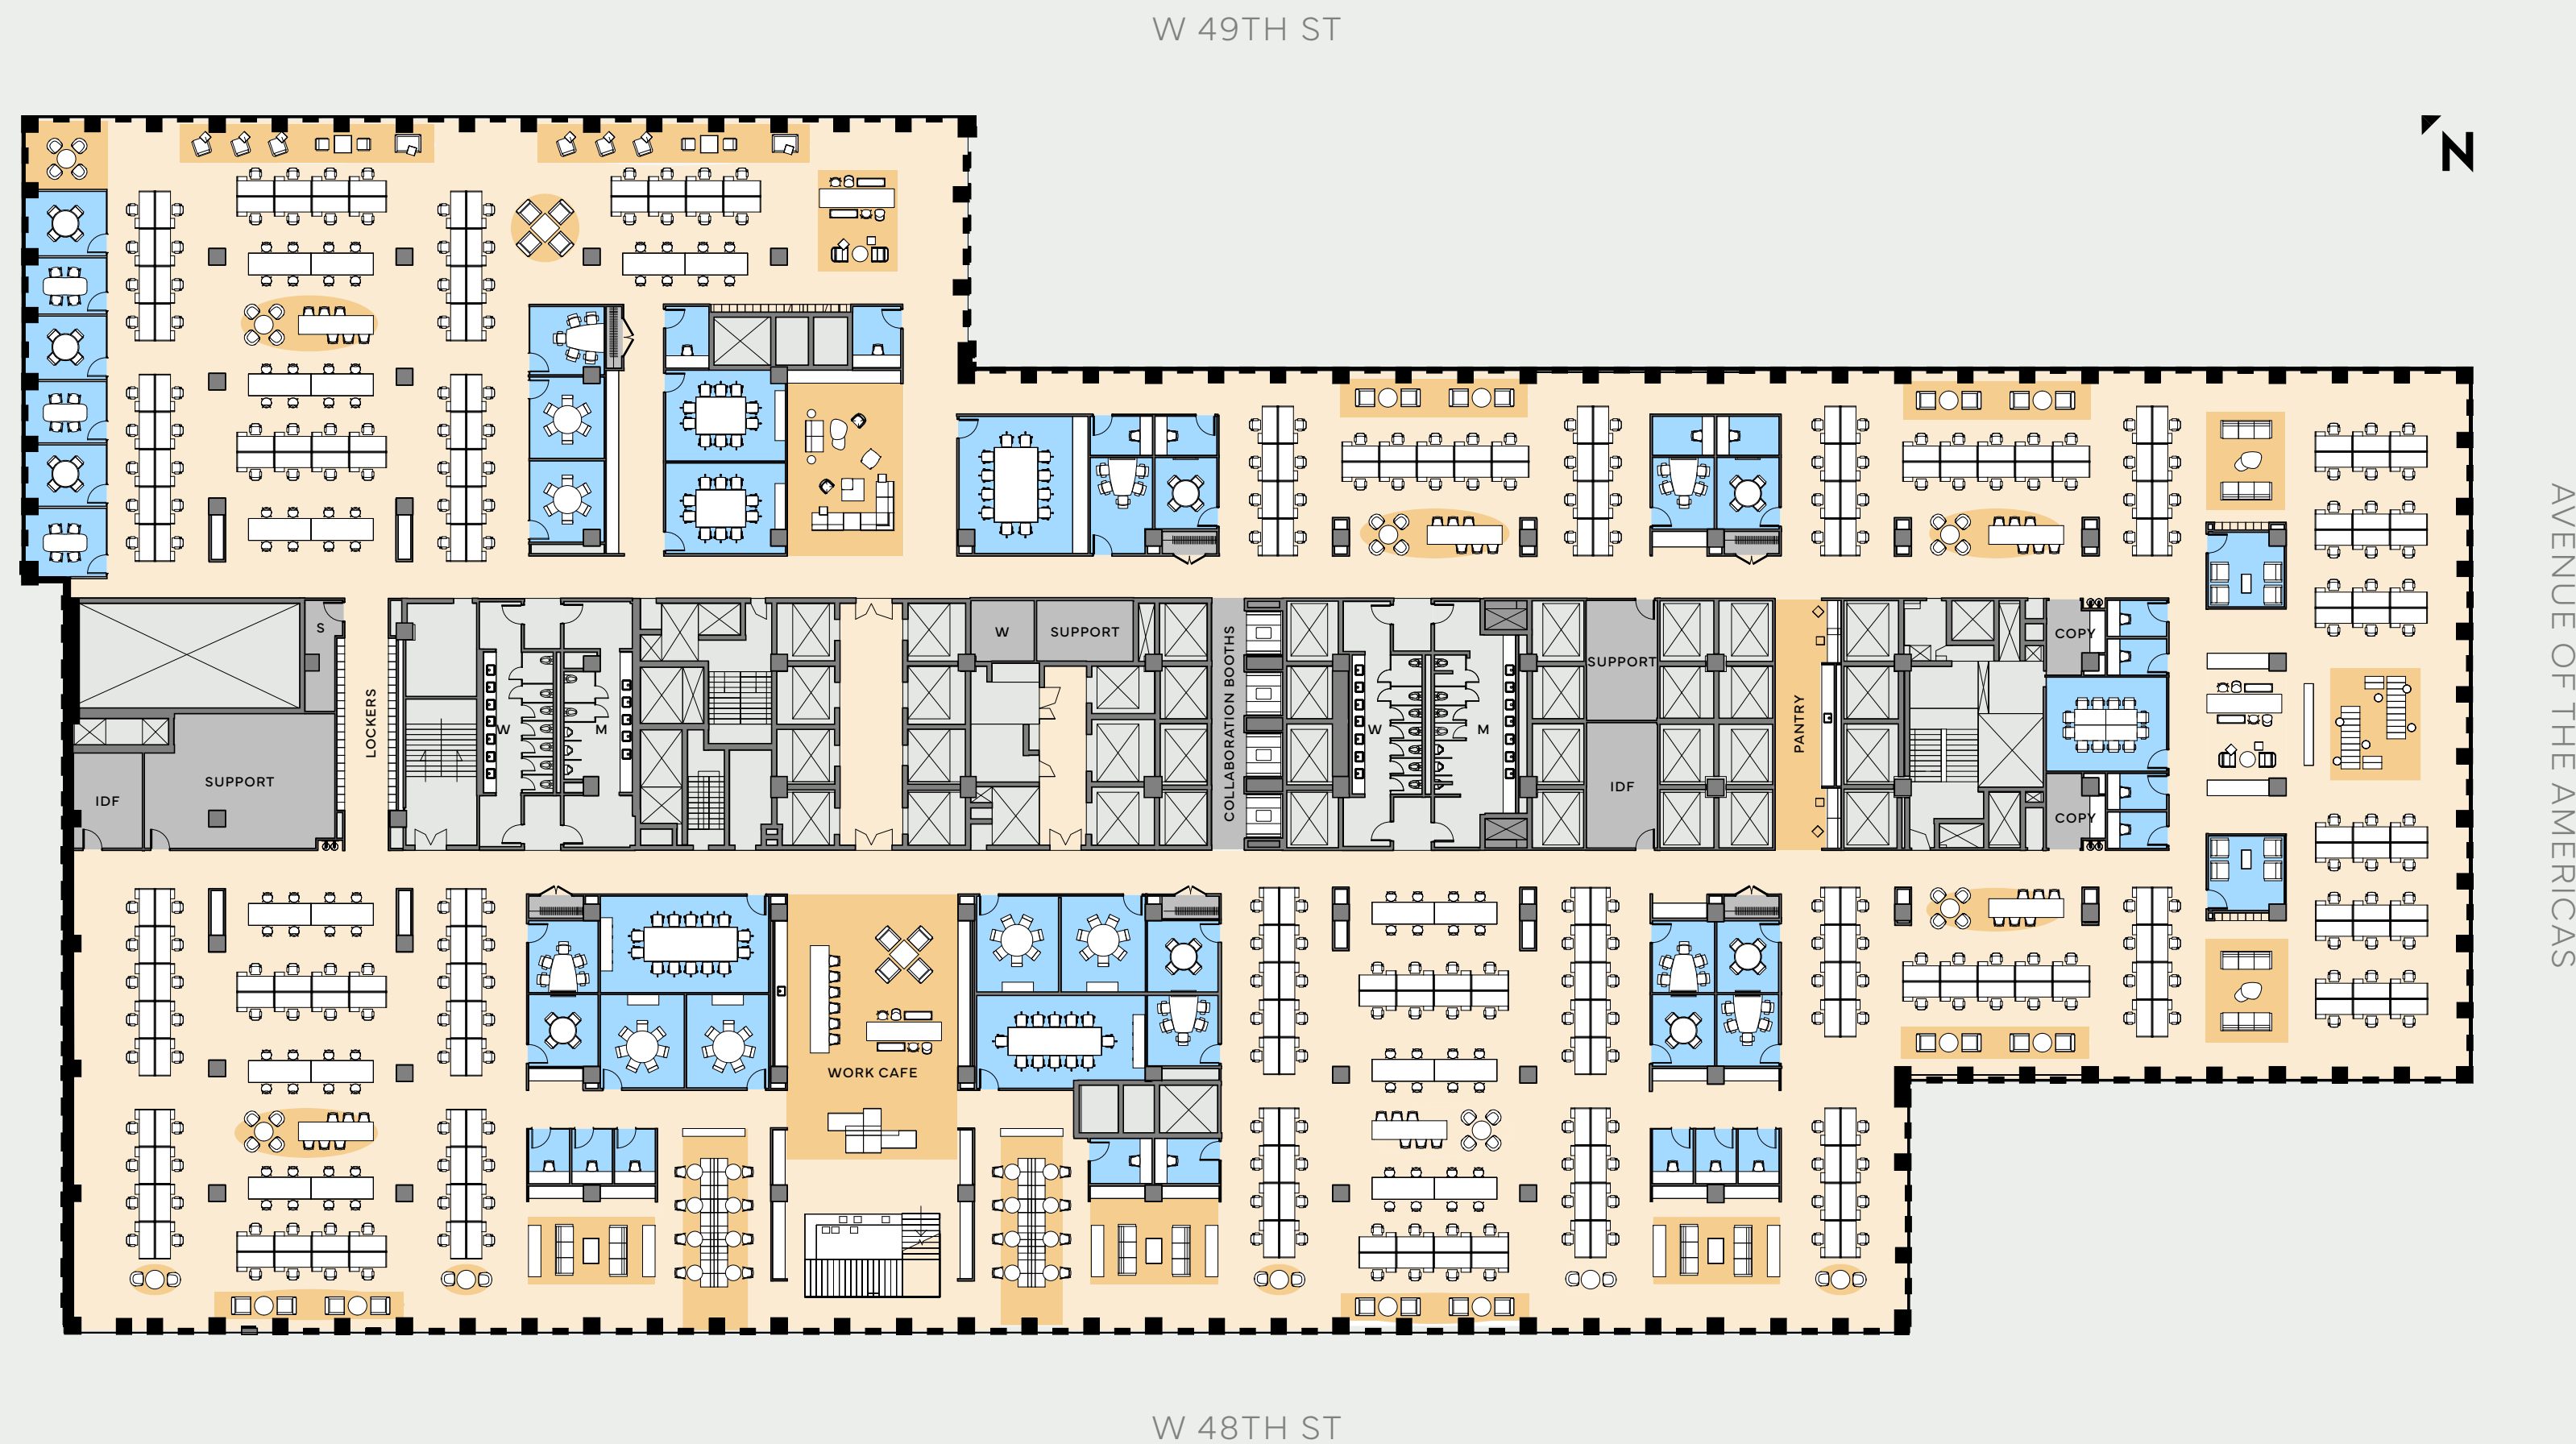 W 49TH ST
N
AVENUE OF THE AMERICAS
S
W
SUPPORT
COPY
SUPPORT
LOCKERS
COLLABORATION BOOTHS
PANTRY
W
M
W
M
SUPPORT
IDF
IDF
COPY
WORK CAFE
W 48TH ST